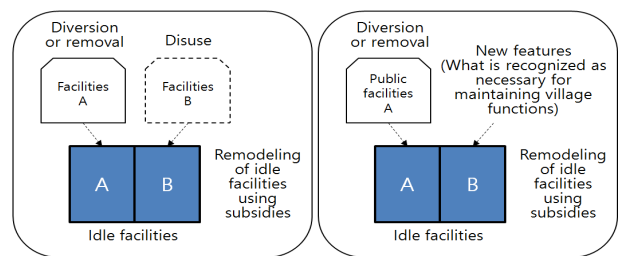 Diversion
or removal
Disuse
Facilities
A
Facilities
B
A
B
Remodeling
of idle
facilities
using
subsidies
Idle facilities
Diversion
or removal
New features
(What is recognized as
necessary for
maintaining village
functions)
Public
facilities
A
A
B
Remodeling
of idle
facilities
using
subsidies
Idle facilities